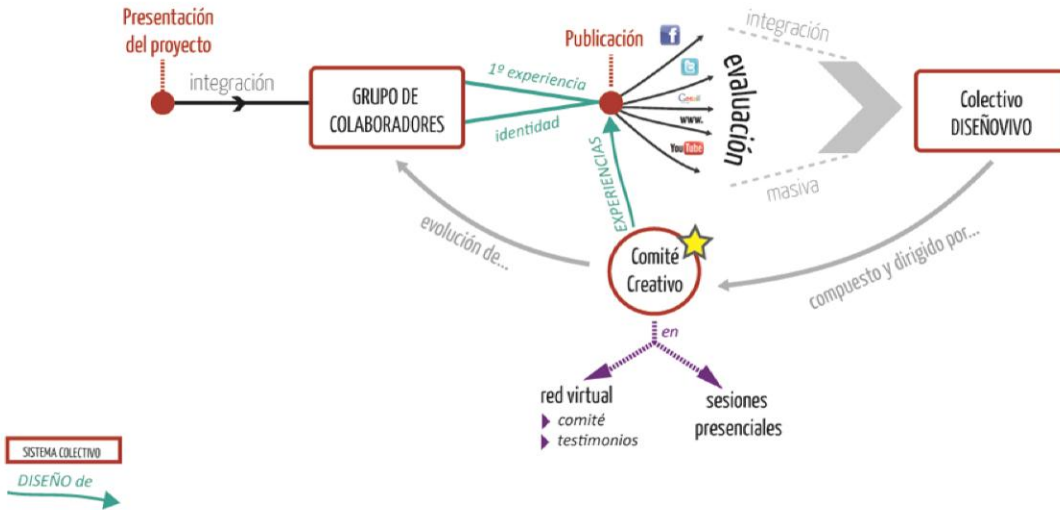 Presentación
del proyecto
integración
GRUPO DE
COLABORADORES
1º experiencia
identidad
Publicación
f
t
Gmail
www.
YouTube
evaluación
integración
masiva
Colectivo
DISEÑOVIVO
EXPERIENCIAS
evolución de...
Comité
Creativo
compuesto y dirigido por...
en
red virtual
comité
testimonios
sesiones
presenciales
SISTEMA COLECTIVO
DISEÑO de